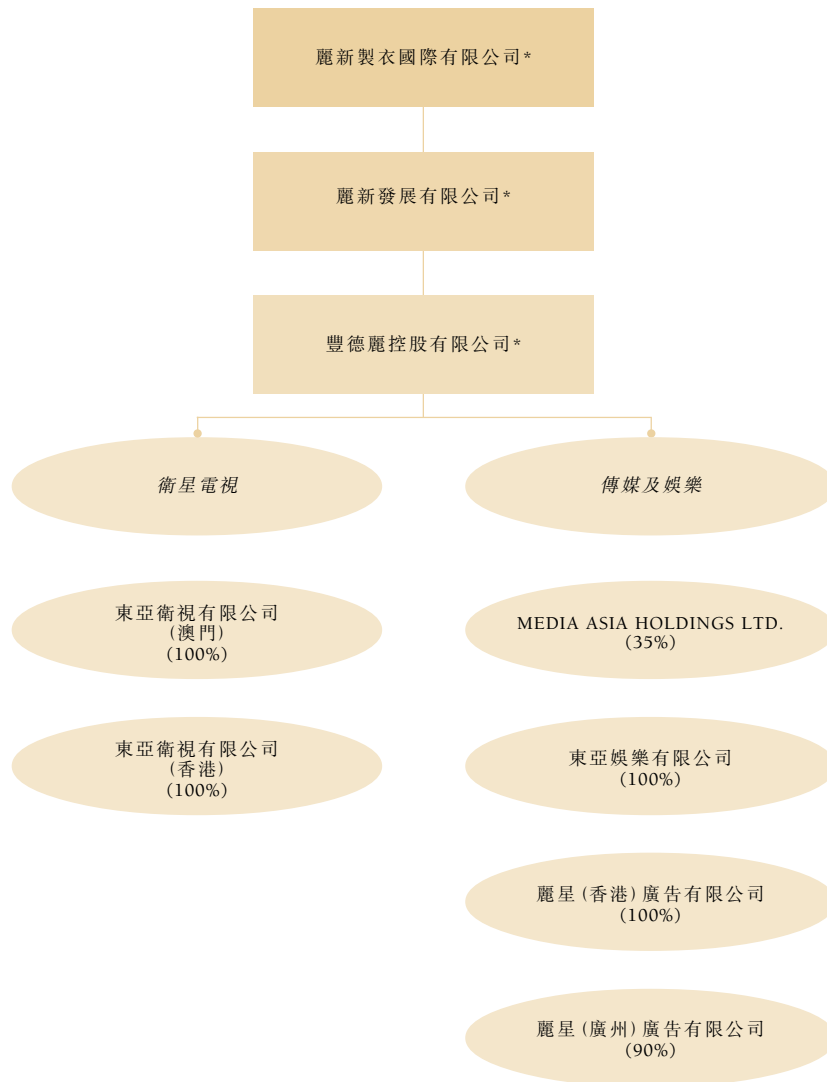 麗新製衣國際有限公司*
麗新發展有限公司*
豐德麗控股有限公司*
衛星電視
傳媒及娛樂
東亞衛視有限公司
(澳門)
(100%)
MEDIA ASIA HOLDINGS LTD.
(35%)
東亞衛視有限公司
(香港)
(100%)
東亞娛樂有限公司
(100%)
麗星(香港)廣告有限公司
(100%)
麗星(廣州)廣告有限公司
(90%)